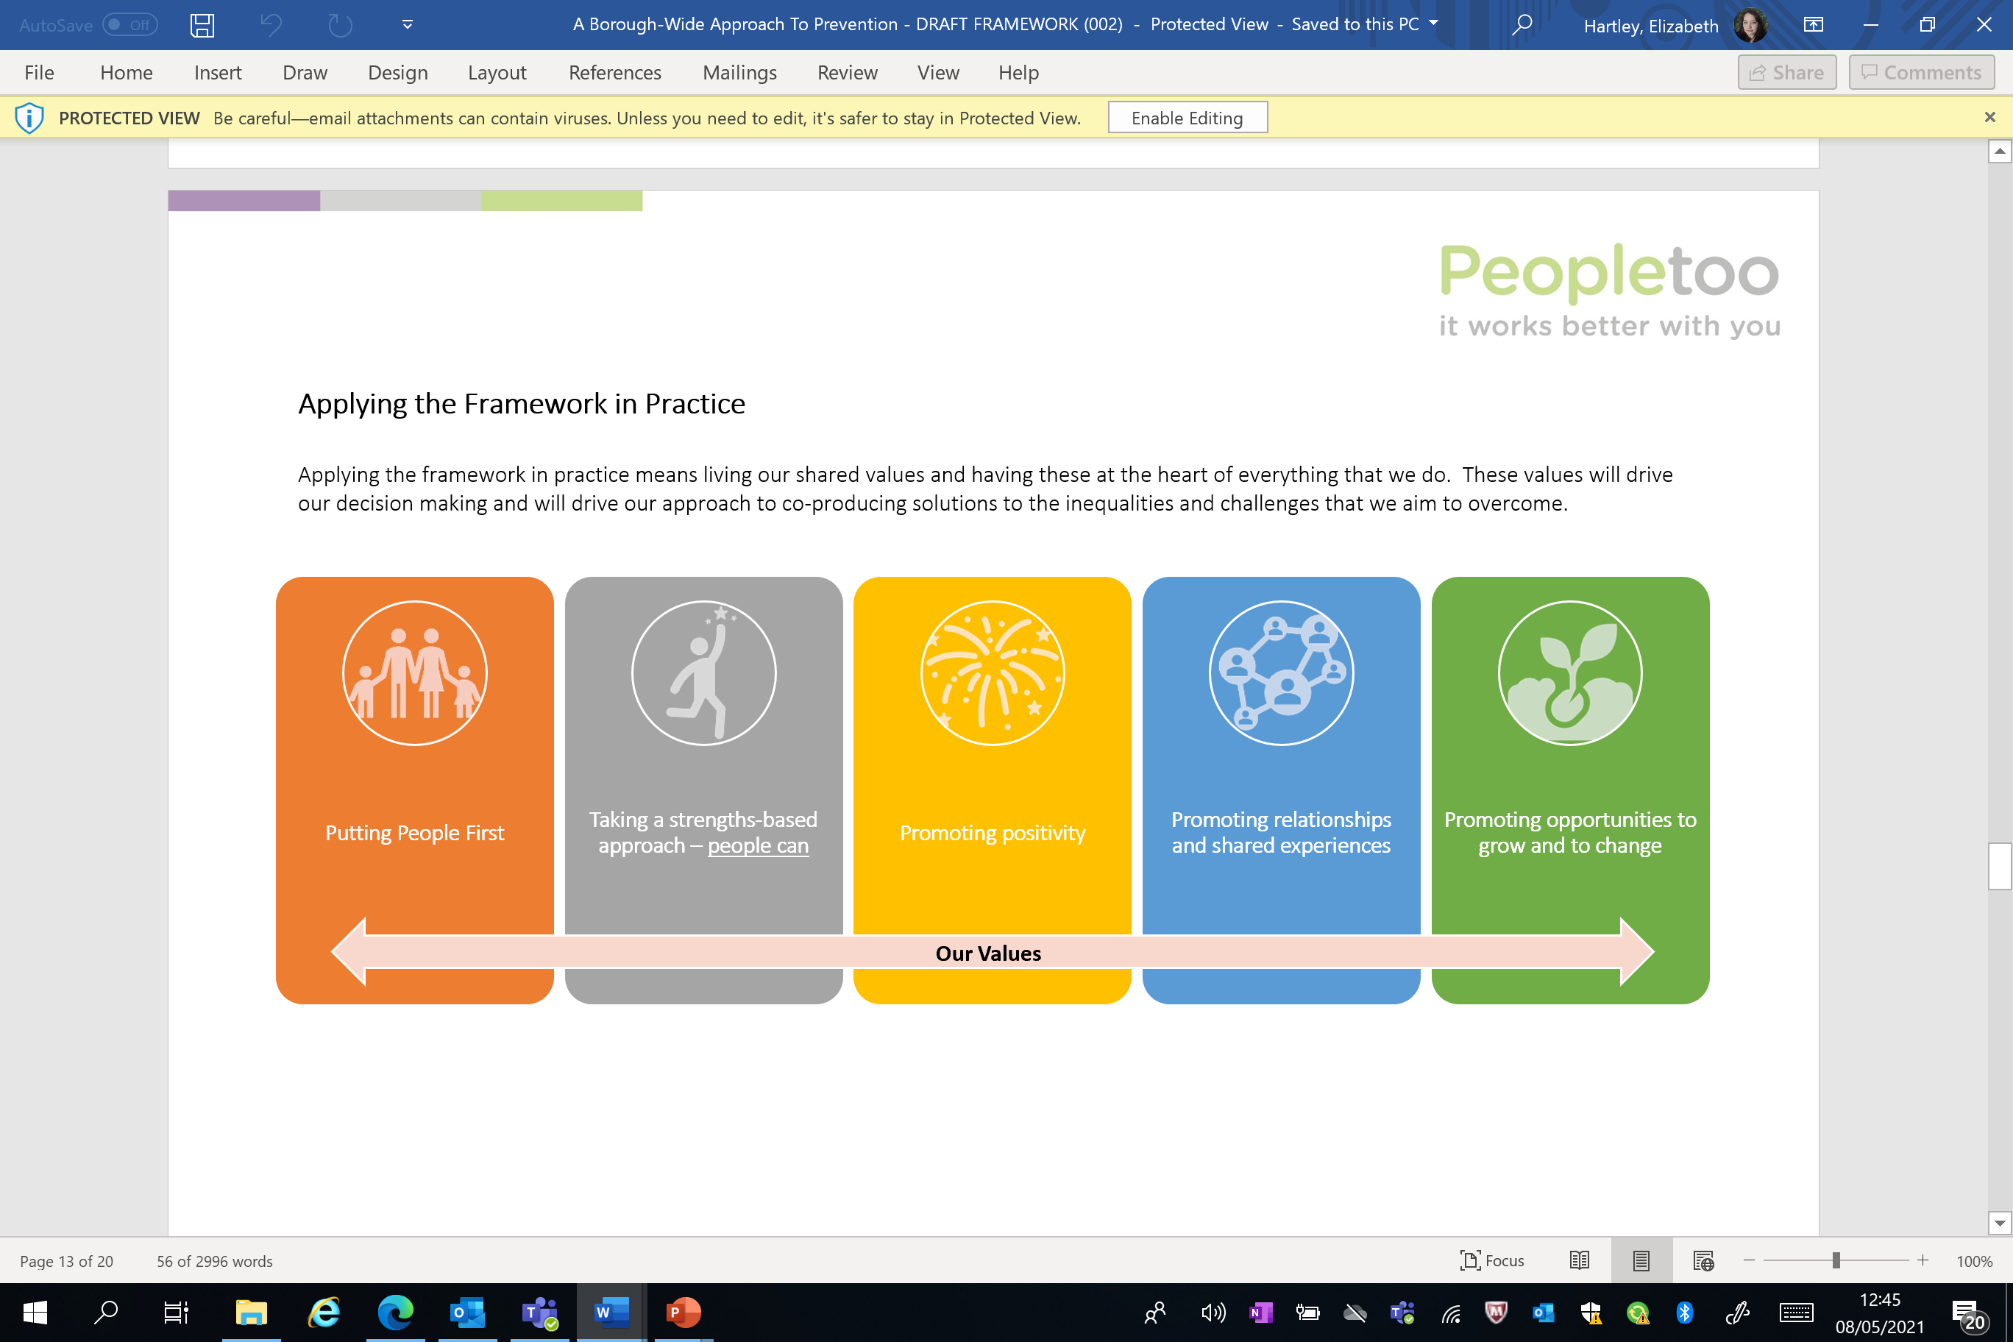 AutoSave Off
A Borough-Wide Approach To Prevention - DRAFT FRAMEWORK (002) - Protected View - Saved to this PC
Hartley, Elizabeth
File Home Insert Draw Design Layout References Mailings Review View Help
Share Comments
PROTECTED VIEW Be careful—email attachments can contain viruses. Unless you need to edit, it's safer to stay in Protected View. Enable Editing
Peopletoo
it works better with you
Applying the Framework in Practice
Applying the framework in practice means living our shared values and having these at the heart of everything that we do. These values will drive
our decision making and will drive our approach to co-producing solutions to the inequalities and challenges that we aim to overcome.
Putting People First
Taking a strengths-based
approach – people can
Promoting positivity
Promoting relationships
and shared experiences
Promoting opportunities to
grow and to change
Our Values
Page 13 of 20 56 of 2996 words
Focus
100%
12:45
08/05/2021
20